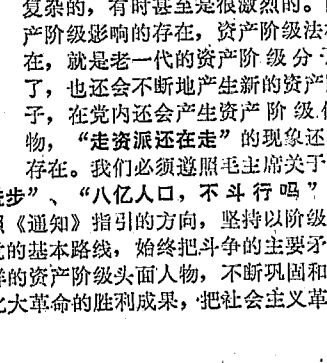 复杂的，有时甚至是很激烈的。
产阶级影响的存在，资产阶级法
在，就是老一代的资产阶级分
了，也还会不断地产生新的资产
子，在党内还会产生资产阶级
物，“走资派还在走”的现象还
存在。我们必须遵照毛主席关于
步”、“八亿人口，不斗行吗”
《通知》指引的方向，坚持以阶级
的基本路线，始终把斗争的主要矛
的资产阶级头面人物，不断巩固和
大革命的胜利成果，把社会主义革